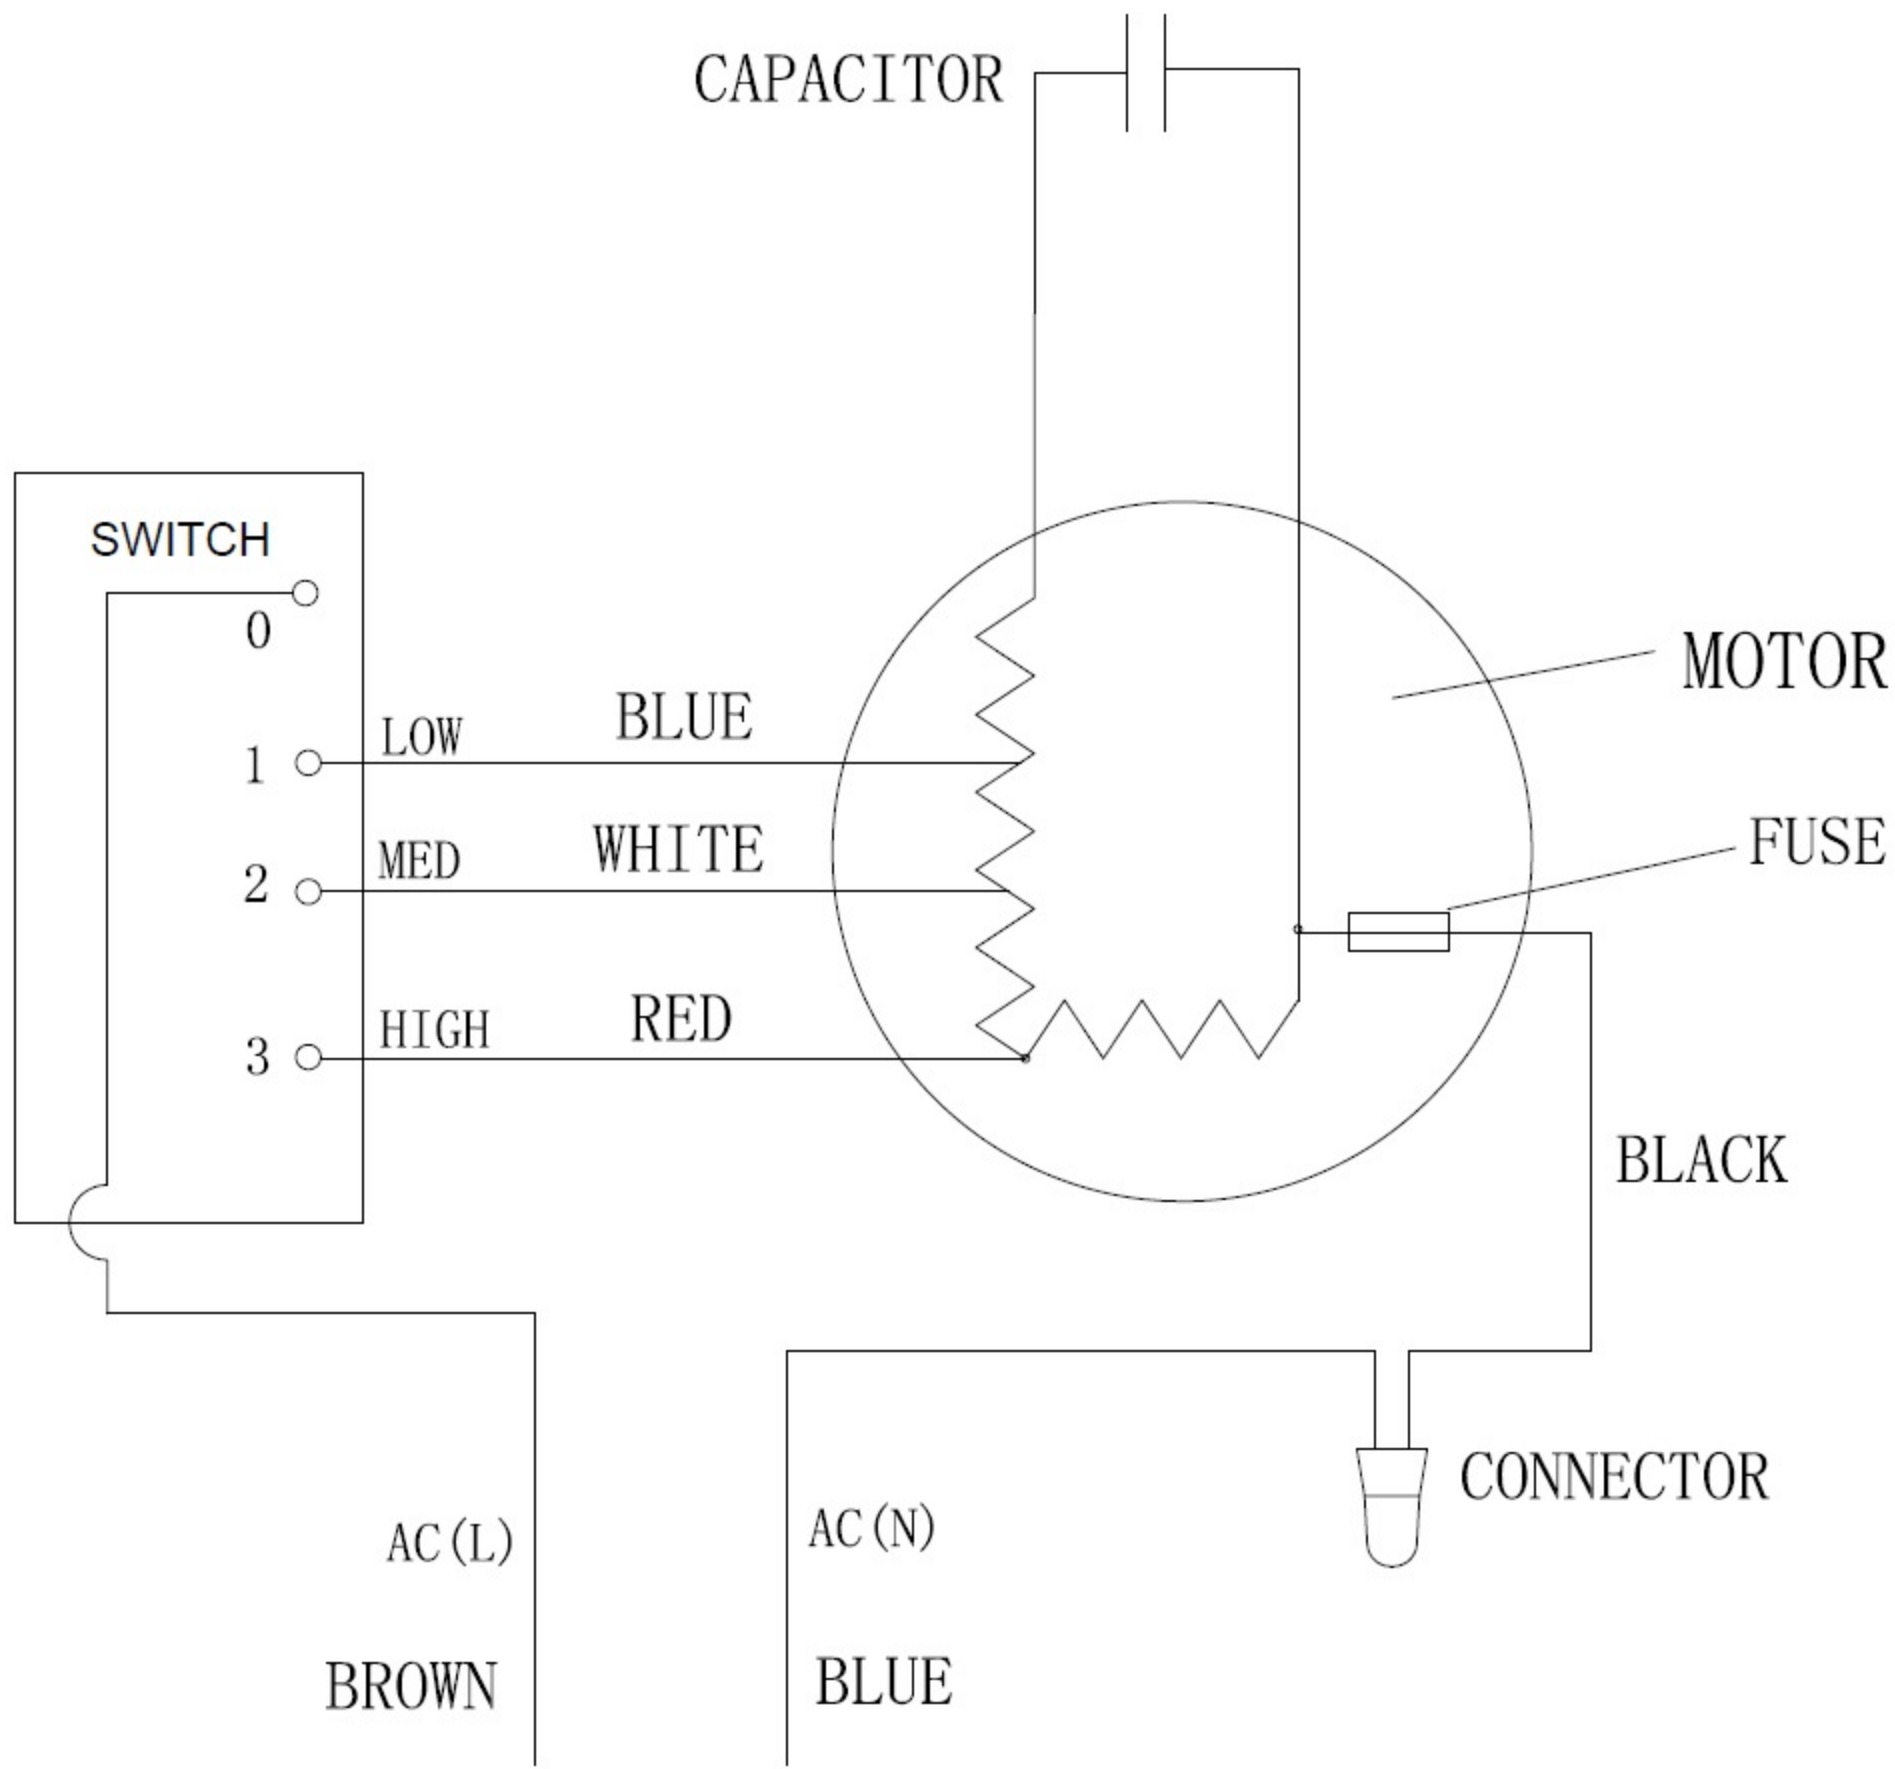 CAPACITOR
SWITCH
0
1
LOW
BLUE
2
MED
WHITE
3
HIGH
RED
MOTOR
FUSE
BLACK
CONNECTOR
AC(L)
BROWN
AC(N)
BLUE